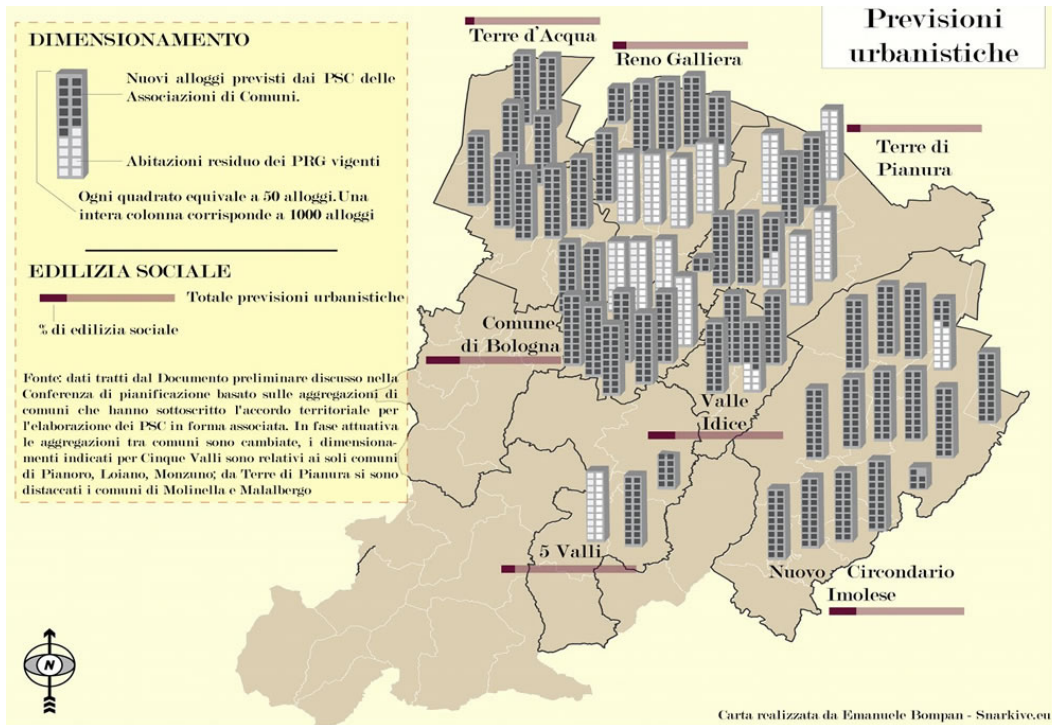 Previsioni
urbanistiche
DIMENSIONAMENTO
Nuovi alloggi previsti dai PSC delle
Associazioni di Comuni.
Abitazioni residuo dei PRG vigenti
Ogni quadrato equivale a 50 alloggi. Una
intera colonna corrisponde a 1000 alloggi
EDILIZIA SOCIALE
Totale previsioni urbanistiche
% di edilizia sociale
Fonte: dati tratti dal Documento preliminare discusso nella
Conferenza di pianificazione basato sulle aggregazioni di
comuni che hanno sottoscritto l'accordo territoriale per
l'elaborazione dei PSC in forma associata. In fase attuativa
le aggregazioni tra comuni sono cambiate, i dimensiona-
menti indicati per Cinque Valli sono relativi ai soli comuni
di Pianoro, Loiano, Monzuno; da Terre di Pianura si sono
distaccati i comuni di Molinella e Malalbergo
Terre d'Acqua
Reno Galliera
Terre di
Pianura
Comune
di Bologna
Valle
Idice
5 Valli
Nuovo Circondario
Imolese
N
Carta realizzata da Emanuele Bompan - Snarkive.eu